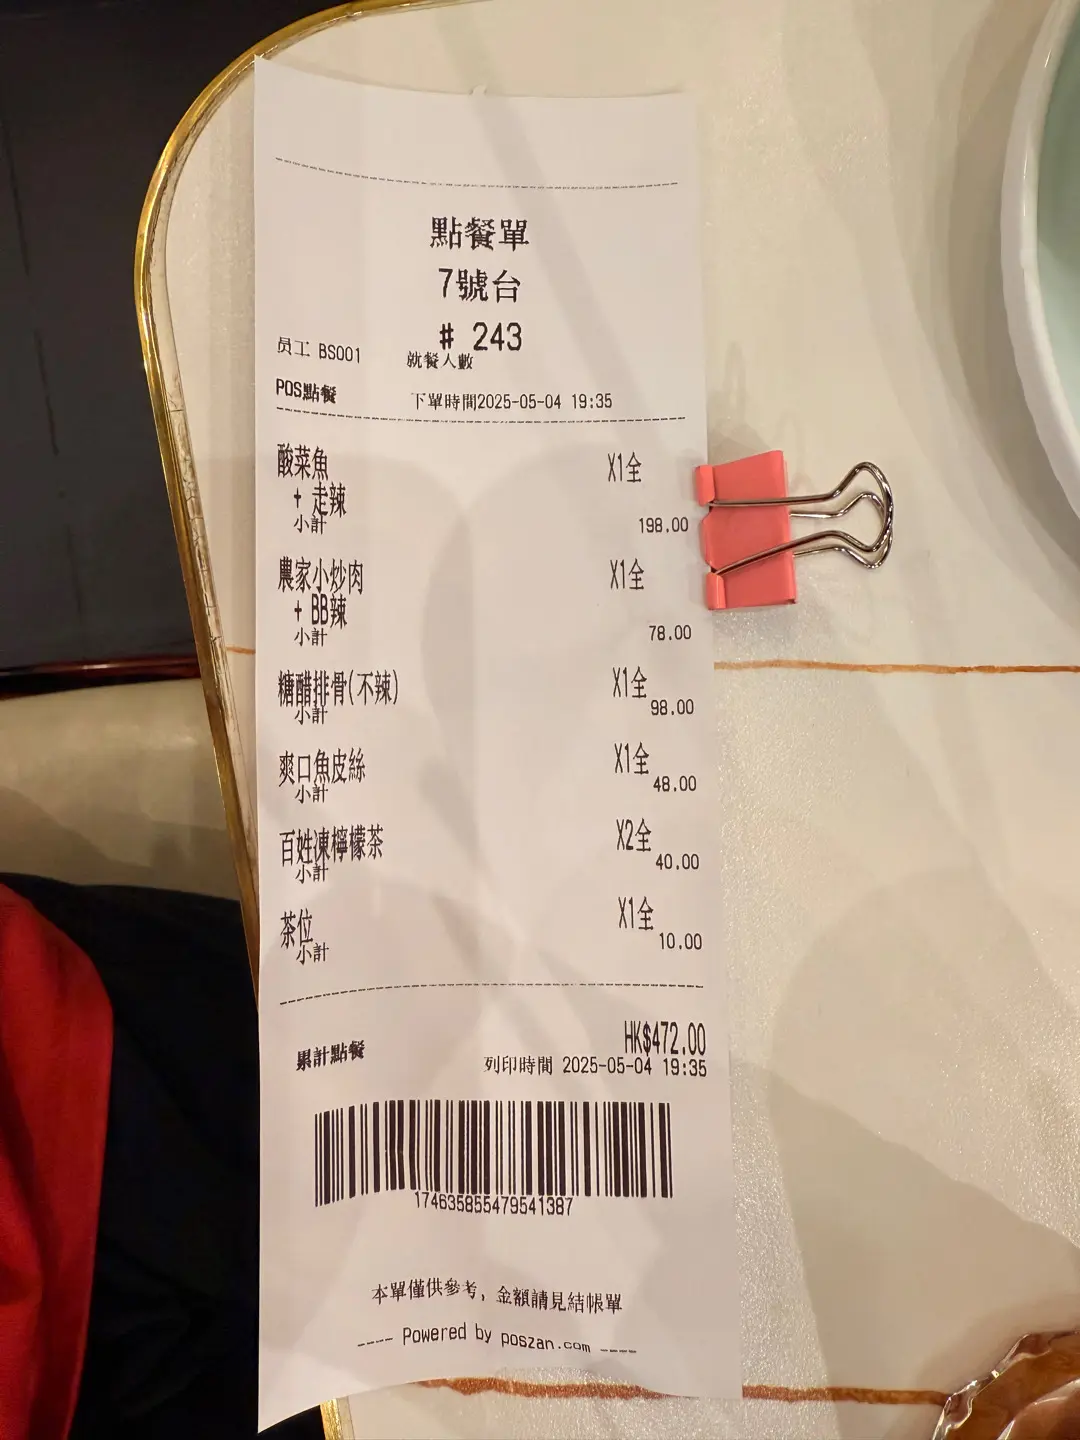 點餐單
7號台
# 243
员工 BS001 就餐人數
POS點餐 下單時間2025-05-04 19:35
酸菜魚 X1全
+ 走辣
小計 198.00
農家小炒肉 X1全
+ BB辣
小計 78.00
糖醋排骨(不辣) X1全
小計 98.00
爽口魚皮絲 X1全
小計 48.00
百姓凍檸檬茶 X2全
小計 40.00
茶位 X1全
小計 10.00
HK$472.00
累計點餐 列印時間 2025-05-04 19:35
174635855479541387
本單僅供參考, 金額請見結帳單
---- Powered by poszan.com ----